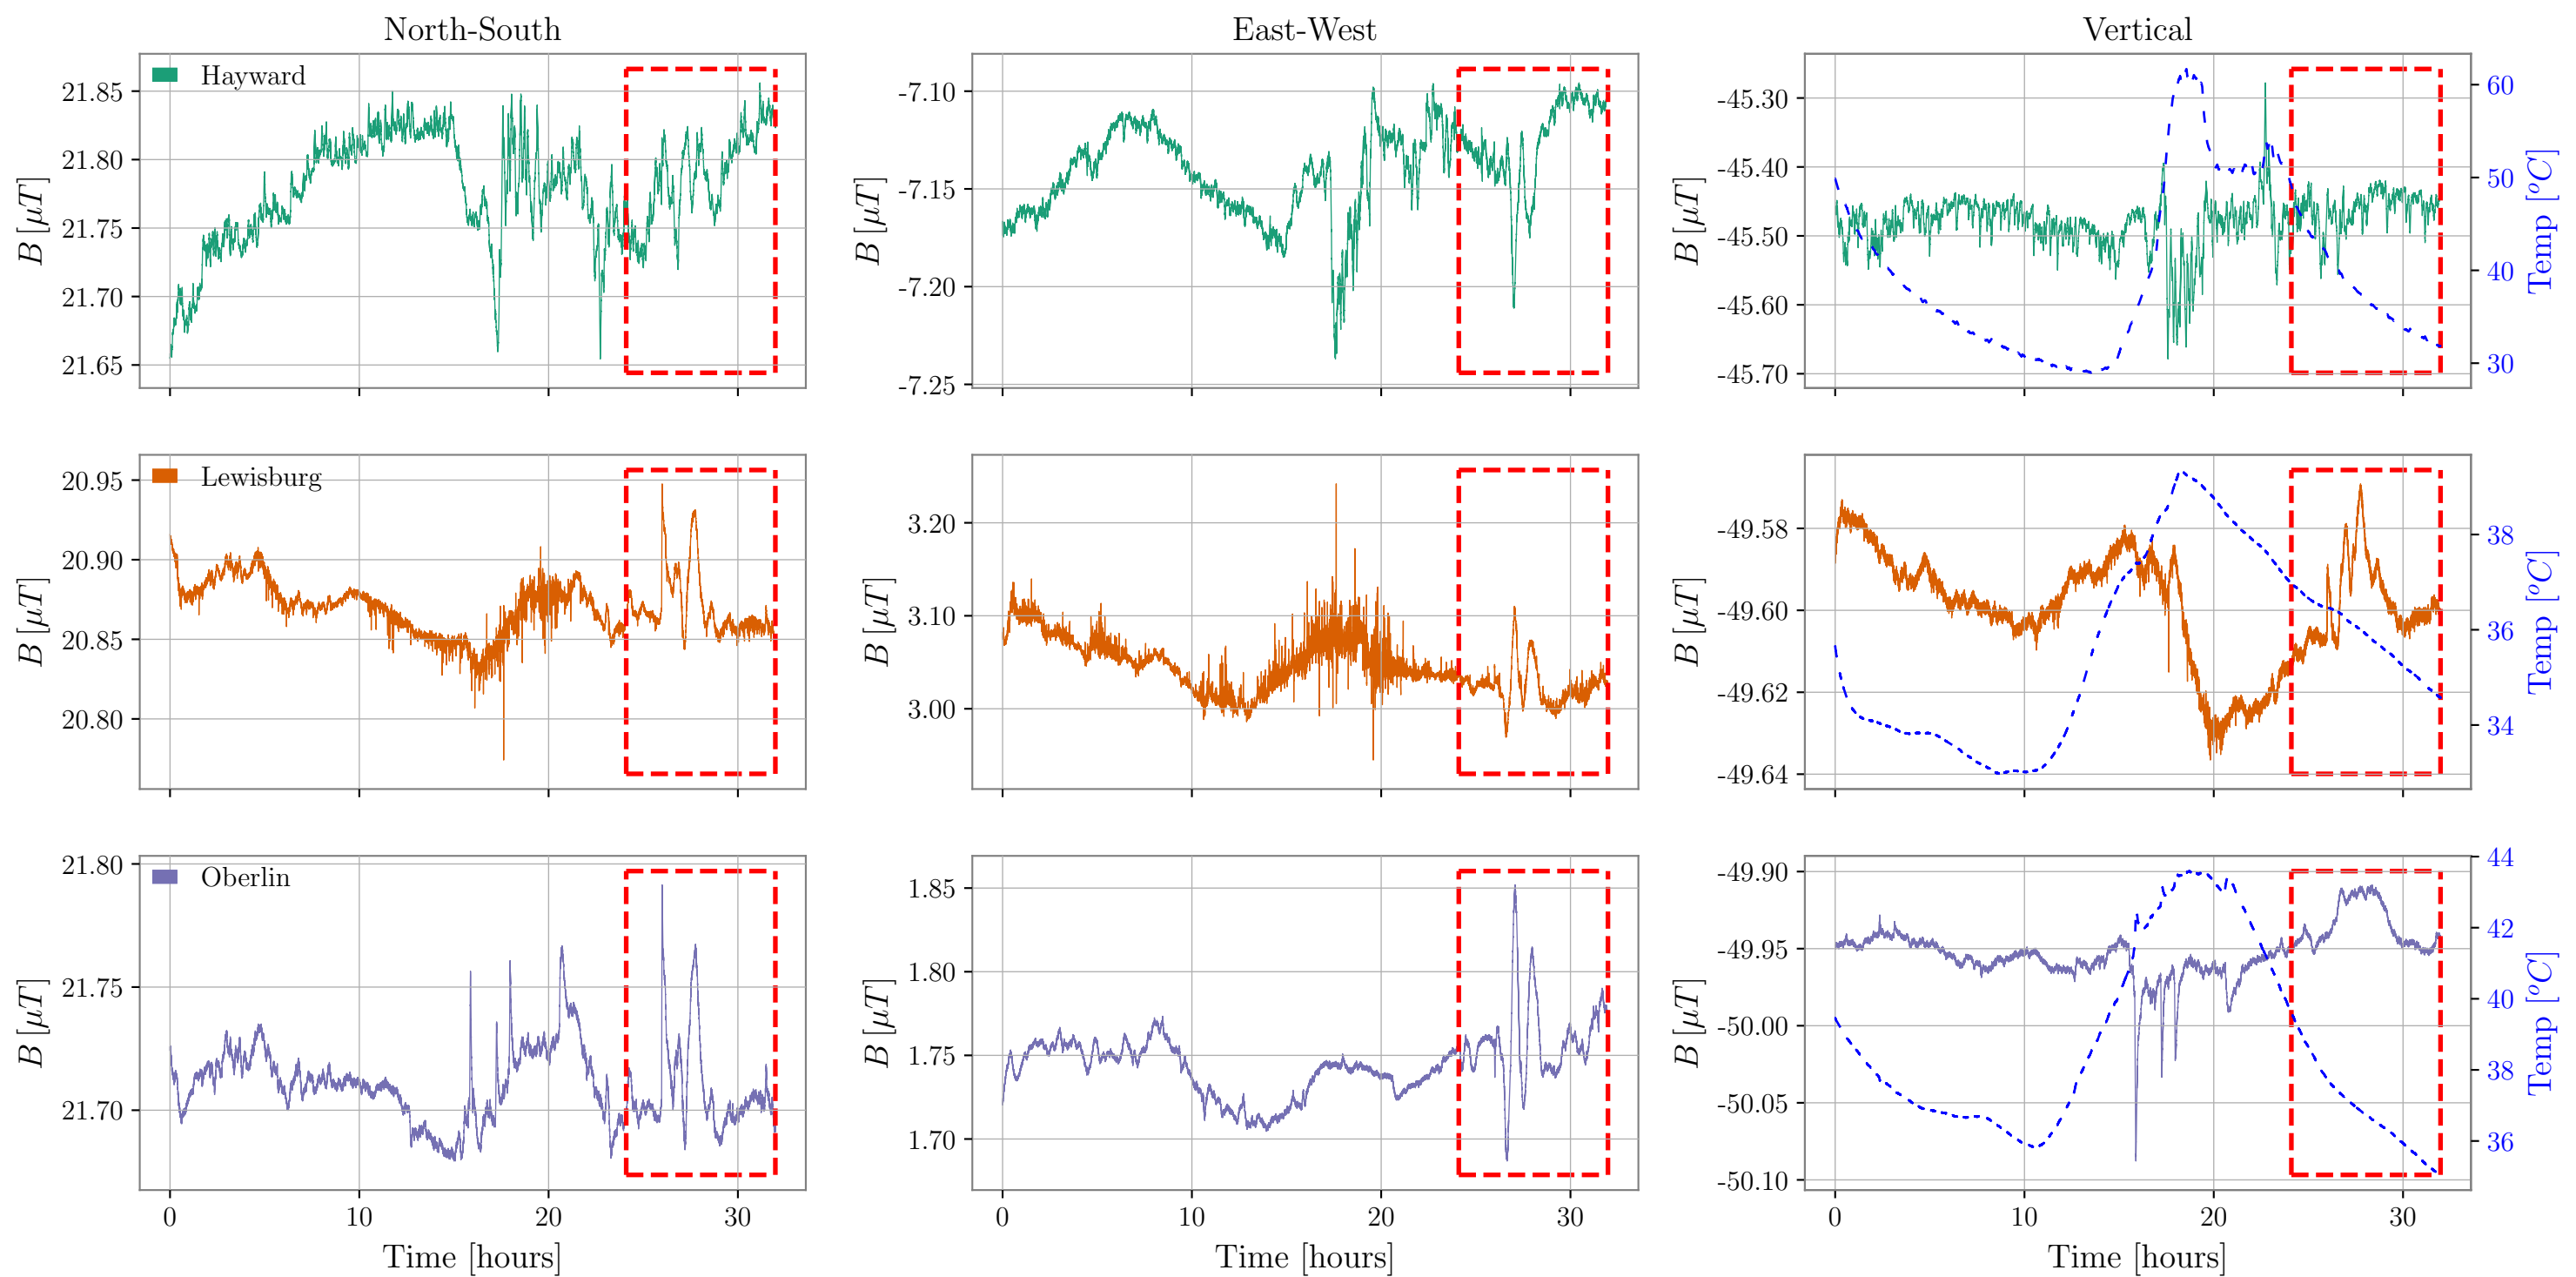 North-South
East-West
Vertical
Hayward
21.85
21.80
21.75
21.70
21.65
B [μT]
-7.10
-7.15
-7.20
-7.25
B [μT]
-45.30
-45.40
-45.50
-45.60
-45.70
B [μT]
60
50
40
30
Temp [°C]
Lewisburg
20.95
20.90
20.85
20.80
B [μT]
3.20
3.10
3.00
B [μT]
-49.58
-49.60
-49.62
-49.64
B [μT]
38
36
34
Temp [°C]
Oberlin
21.80
21.75
21.70
B [μT]
1.85
1.80
1.75
1.70
B [μT]
-49.90
-49.95
-50.00
-50.05
-50.10
B [μT]
44
42
40
38
36
Temp [°C]
0 10 20 30
0 10 20 30
0 10 20 30
Time [hours]
Time [hours]
Time [hours]